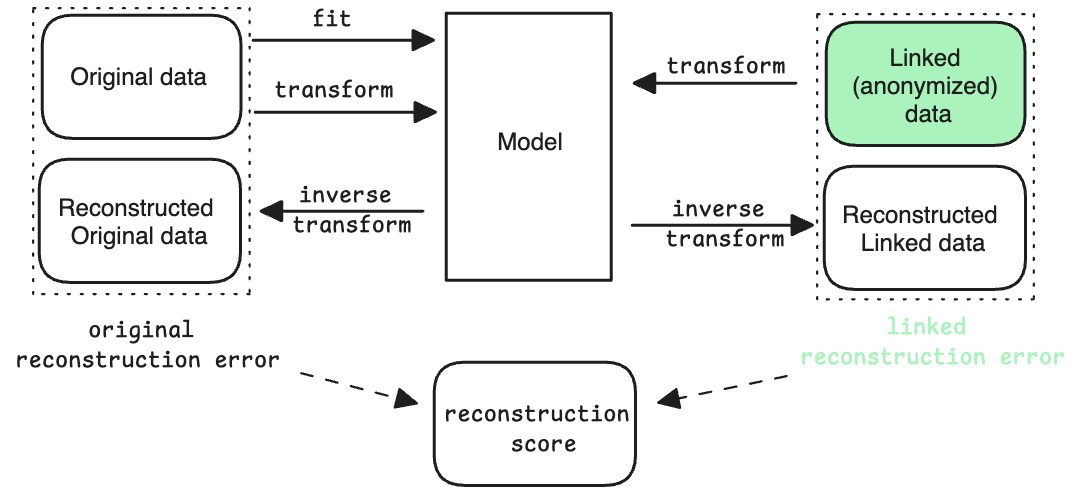 fit
Original data
transform
Reconstructed
Original data
inverse
transform
original
reconstruction error
Model
transform
Linked
(anonymized)
data
inverse
transform
Reconstructed
Linked data
linked
reconstruction error
reconstruction
score